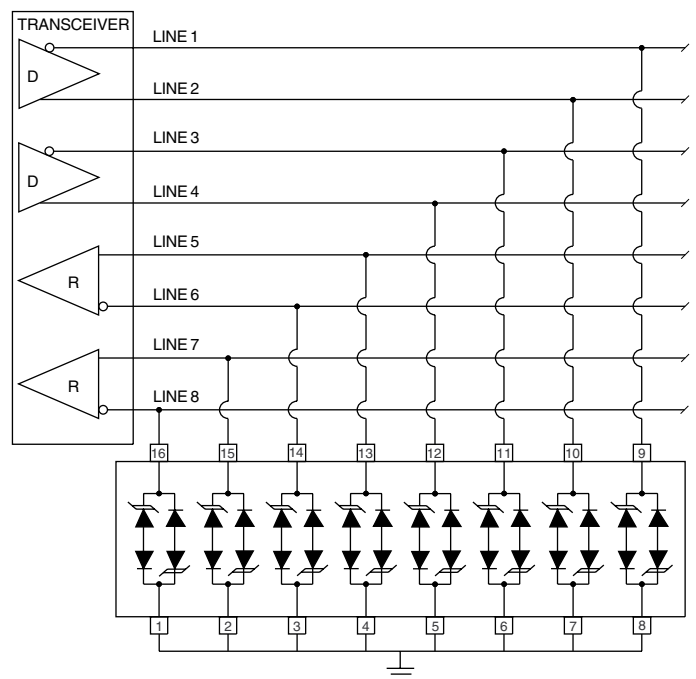 TRANSCEIVER
LINE 1
D
LINE 2
LINE 3
D
LINE 4
LINE 5
R
LINE 6
LINE 7
R
LINE 8
16 15 14 13 12 11 10 9
1 2 3 4 5 6 7 8